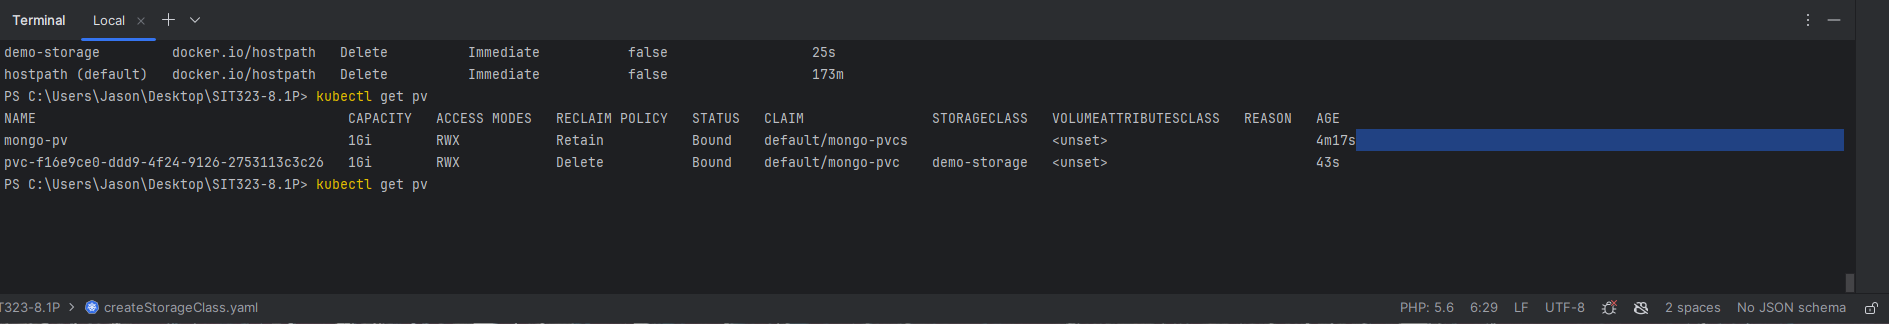 Terminal Local
demo-storage docker.io/hostpath Delete Immediate false 25s
hostpath (default) docker.io/hostpath Delete Immediate false 173m
PS C:\Users\Jason\Desktop\SIT323-8.1P> kubectl get pv
NAME CAPACITY ACCESS MODES RECLAIM POLICY STATUS CLAIM STORAGECLASS VOLUMEATTRIBUTESCLASS REASON AGE
mongo-pv 1Gi RWX Retain Bound default/mongo-pvcs <unset> 4m17s
pvc-f16e9ce0-ddd9-4f24-9126-2753113c3c26 1Gi RWX Delete Bound default/mongo-pvc demo-storage <unset> 43s
PS C:\Users\Jason\Desktop\SIT323-8.1P> kubectl get pv
T323-8.1P > createStorageClass.yaml PHP: 5.6 6:29 LF UTF-8 2 spaces No JSON schema